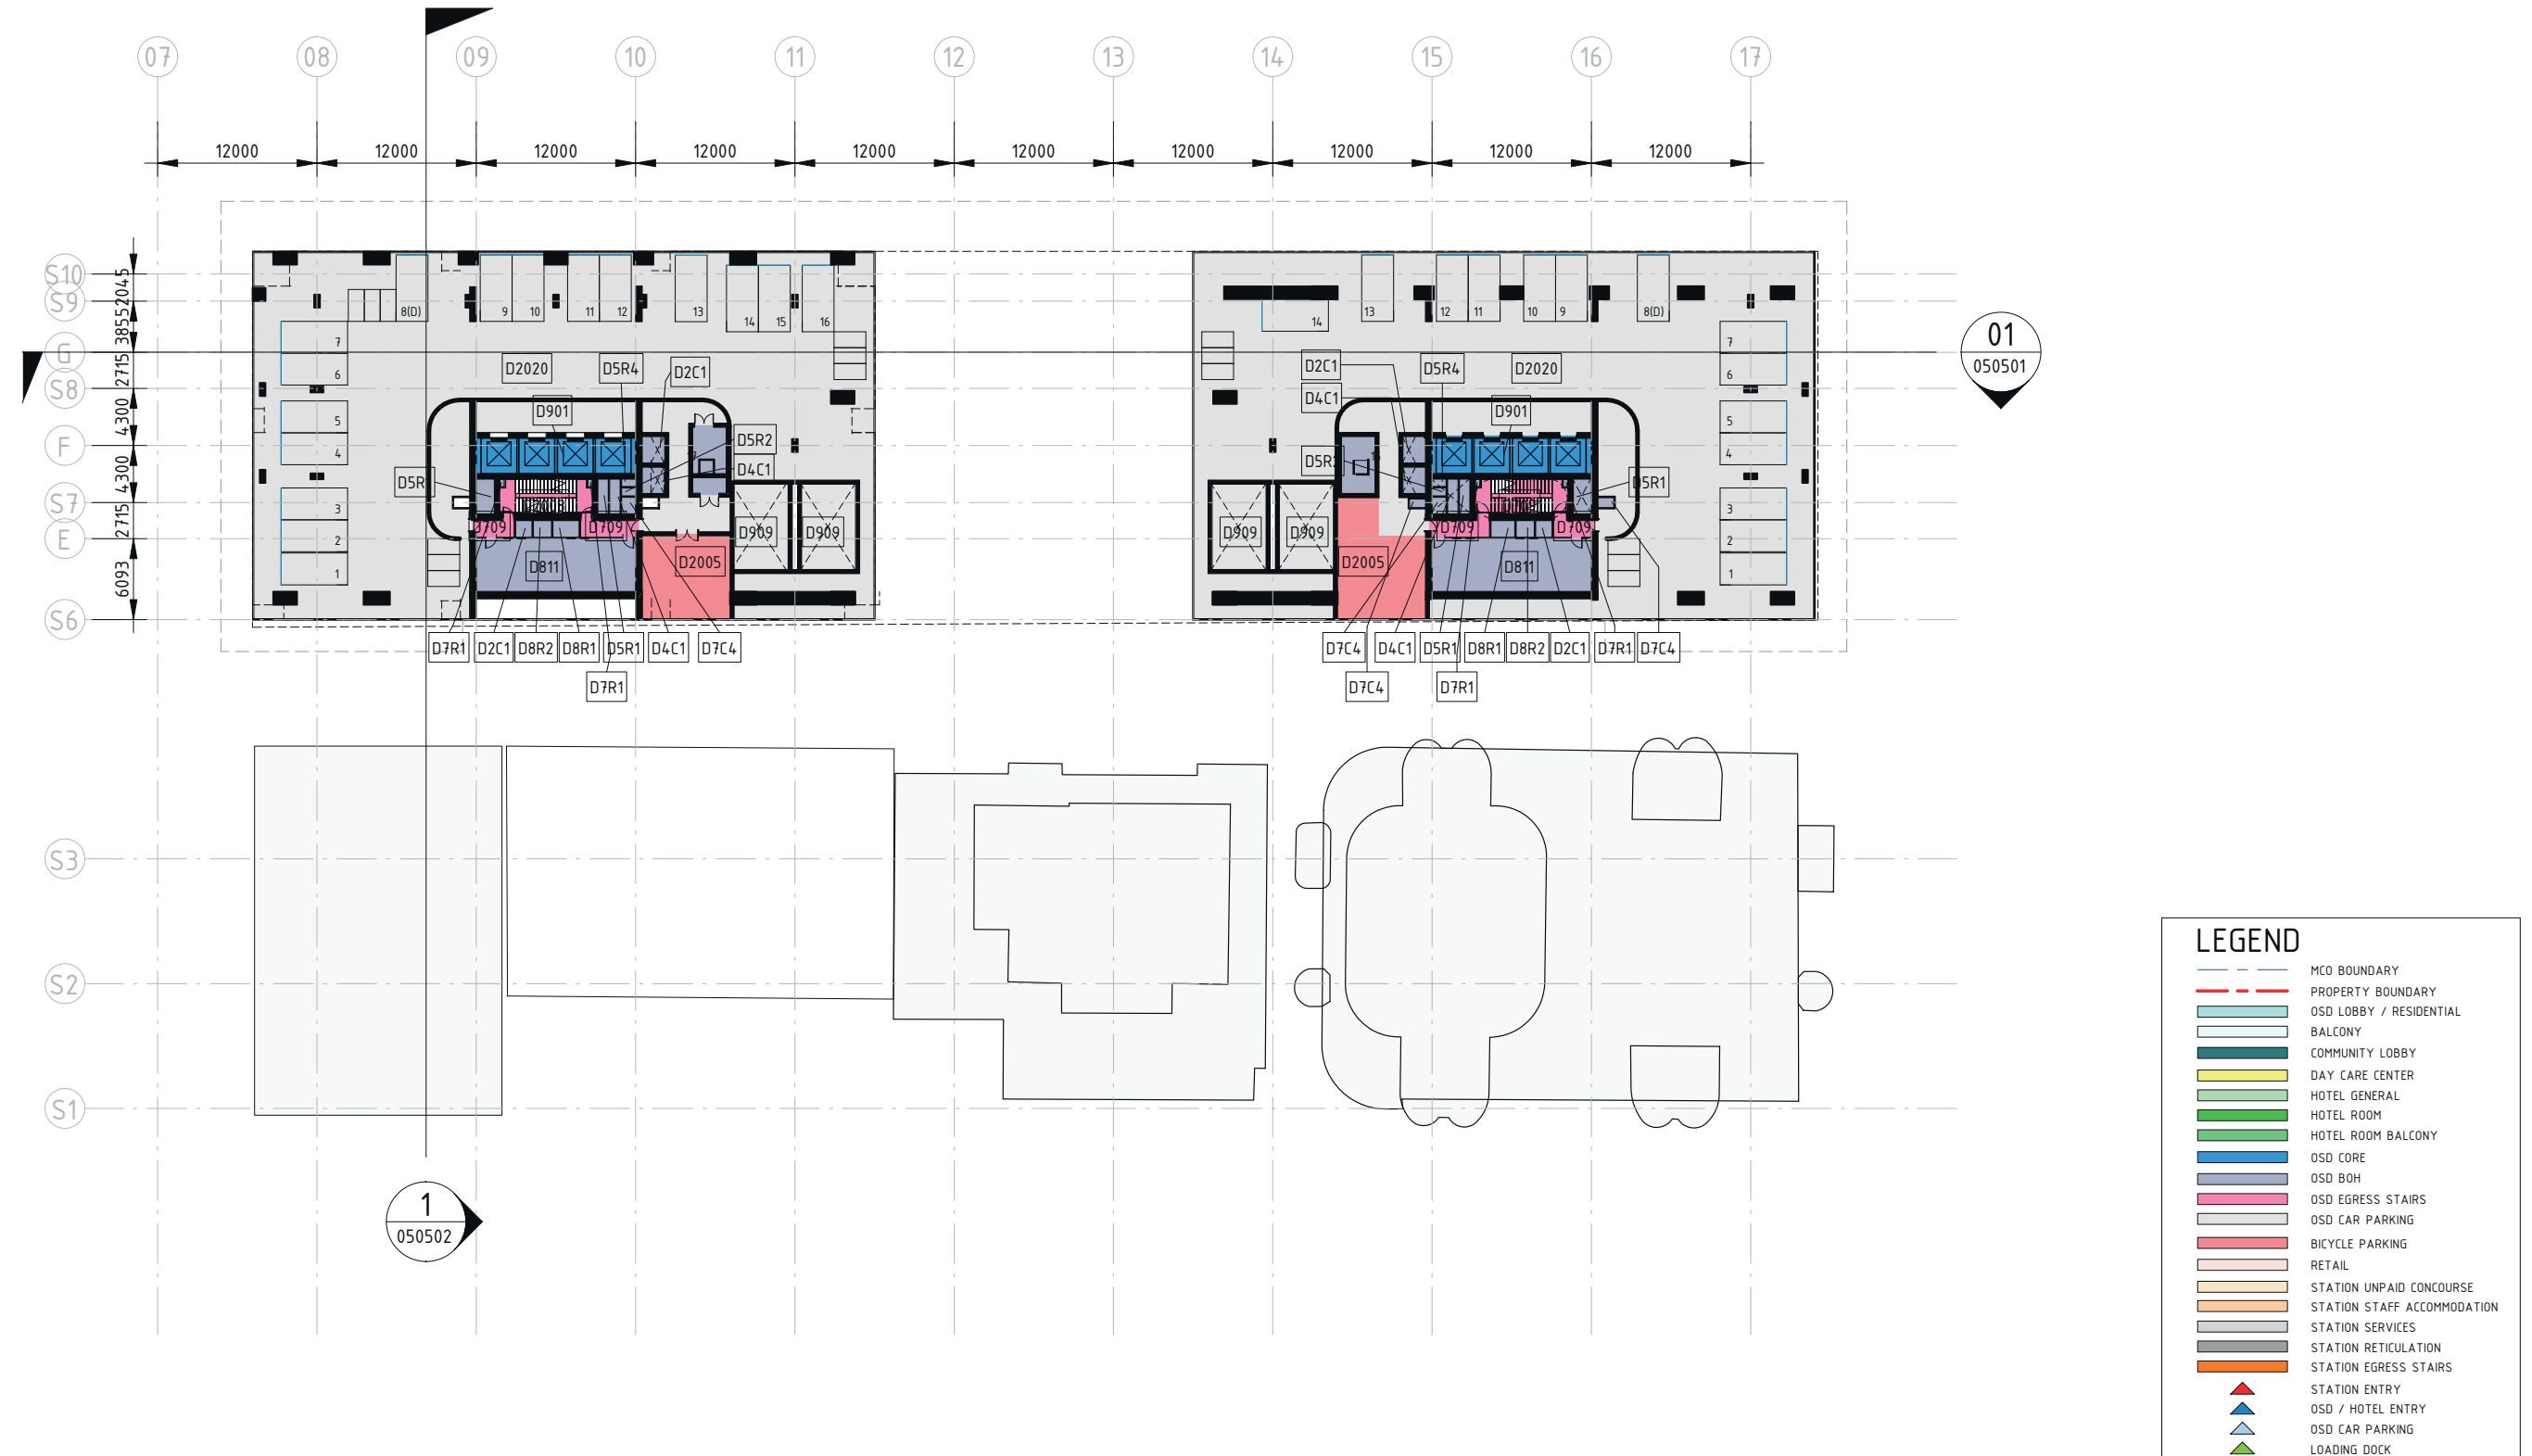 07 08 09 10 11 12 13 14 15 16 17
12000 12000 12000 12000 12000 12000 12000 12000 12000 12000
S10
S9
G
S8
F
S7
E
S6
S3
S2
S1
2045
3855
2715
4300
4300
2715
6093
8(D) 9 10 11 12 13 14 15 16
7
6
5
4
3
2
1
D2020 D5R4 D2C1
D901
D5R2
D4C1
D5R
D709 D709
D909 D909
D811 D2005
D7R1 D2C1 D8R2 D8R1 D5R1 D4C1 D7C4
D7R1
14 13 12 11 10 9 8(D)
7
6
5
4
3
2
1
D2C1 D5R4 D2020
D4C1 D901
D5R2 D5R1
D909 D909 D709 D709
D2005 D811
D7C4 D4C1 D5R1 D8R1 D8R2 D2C1 D7R1 D7C4
D7C4 D7R1
01
050501
1
050502
LEGEND
MCO BOUNDARY
PROPERTY BOUNDARY
OSD LOBBY / RESIDENTIAL
BALCONY
COMMUNITY LOBBY
DAY CARE CENTER
HOTEL GENERAL
HOTEL ROOM
HOTEL ROOM BALCONY
OSD CORE
OSD BOH
OSD EGRESS STAIRS
OSD CAR PARKING
BICYCLE PARKING
RETAIL
STATION UNPAID CONCOURSE
STATION STAFF ACCOMMODATION
STATION SERVICES
STATION RETICULATION
STATION EGRESS STAIRS
STATION ENTRY
OSD / HOTEL ENTRY
OSD CAR PARKING
LOADING DOCK